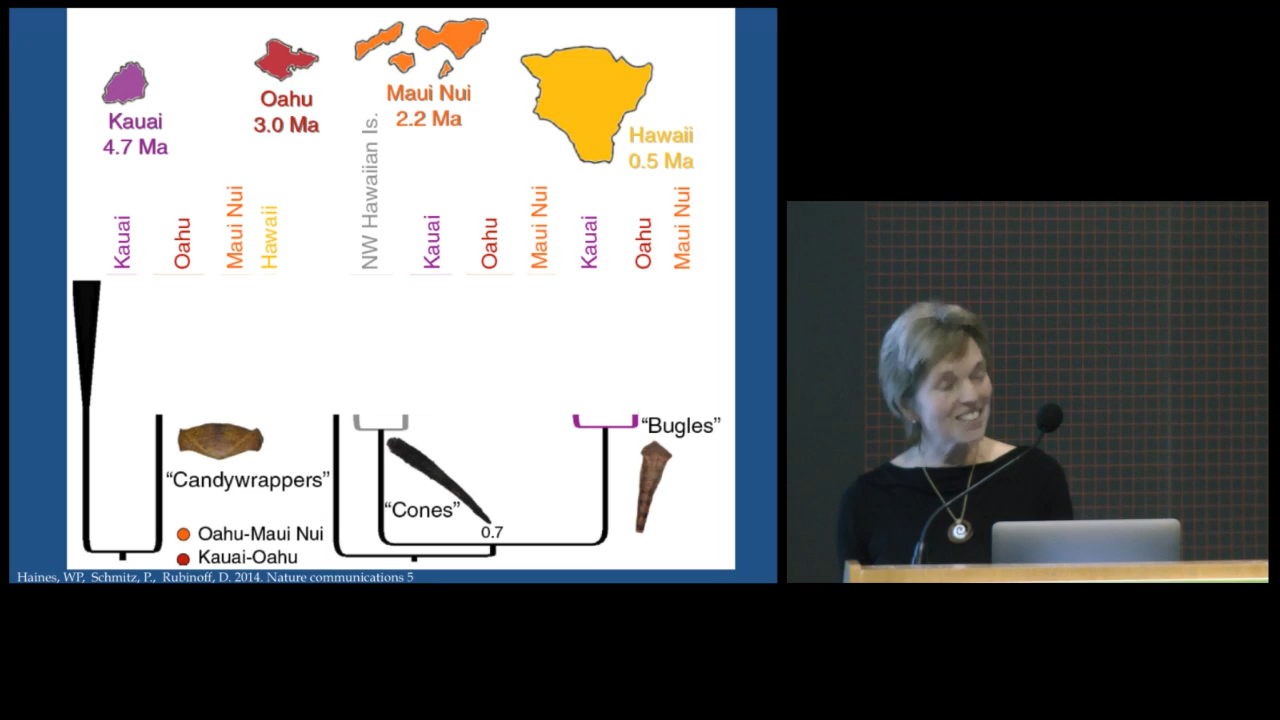 Kauai
4.7 Ma
Oahu
3.0 Ma
Maui Nui
2.2 Ma
Hawaii
0.5 Ma
Kauai
Oahu
Maui Nui
Hawaii
NW Hawaiian Is.
Kauai
Oahu
Maui Nui
Kauai
Oahu
Maui Nui
“Candywrappers”
“Cones”
“Bugles”
0.7
Oahu-Maui Nui
Kauai-Oahu
Haines, WP, Schmitz, P., Rubinoff, D. 2014. Nature communications 5